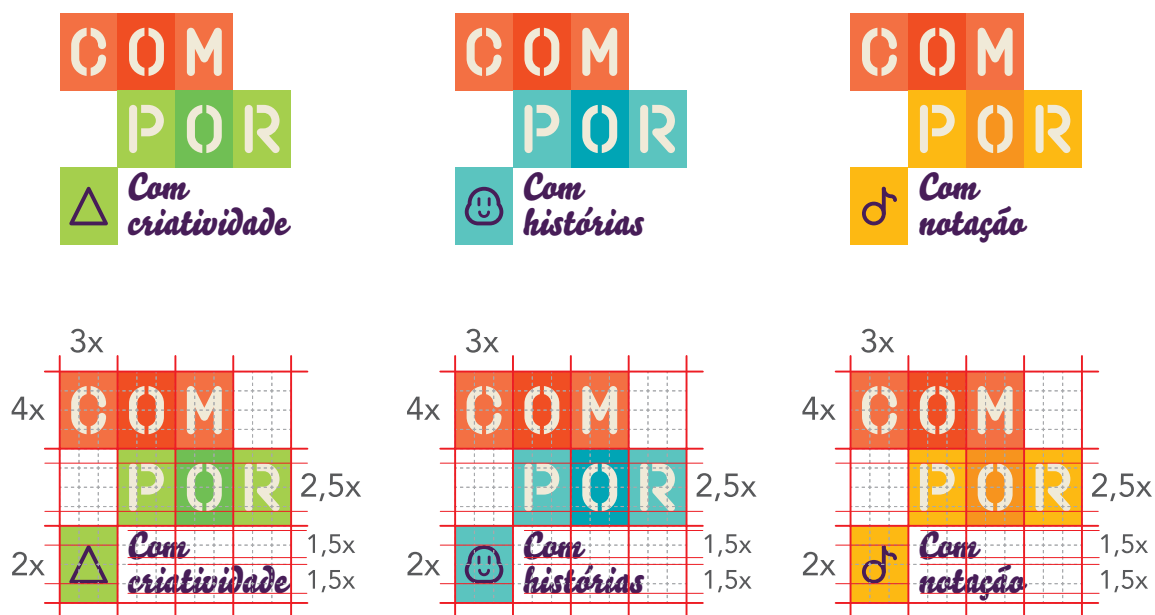 COM
POR
Com
criatividade
COM
POR
Com
histórias
COM
POR
Com
notação
3x
4x
COM
POR
2,5x
2x
Com
criatividade
1,5x
1,5x
3x
4x
COM
POR
2,5x
2x
Com
histórias
1,5x
1,5x
3x
4x
COM
POR
2,5x
2x
Com
notação
1,5x
1,5x